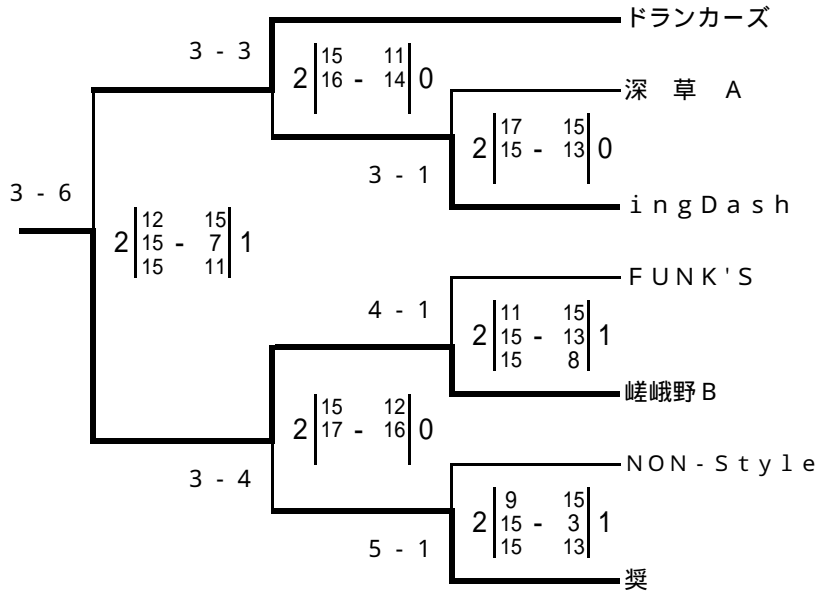 ドランカーズ
3 - 3
2 15 - 11 0
16 14
深 草 A
2 17 - 15 0
15 13
3 - 1
ingDash
3 - 6
2 12 - 15 1
15 7
15 11
FUNK'S
4 - 1
2 11 - 15 1
15 13
15 8
嵯峨野B
2 15 - 12 0
17 16
NON-Style
3 - 4
2 9 - 15 1
15 3
15 13
5 - 1
奨